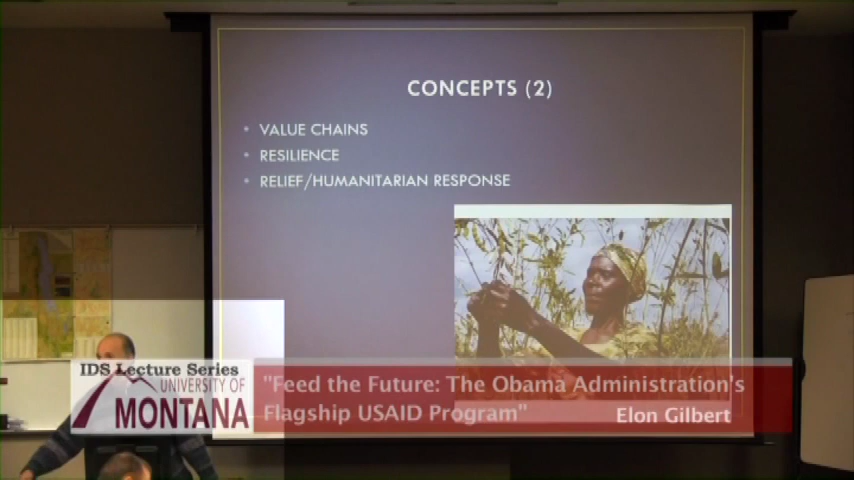 CONCEPTS (2)
• VALUE CHAINS
• RESILIENCE
• RELIEF/HUMANITARIAN RESPONSE
IDS Lecture Series
UNIVERSITY OF
MONTANA
"Feed the Future: The Obama Administration's
Flagship USAID Program"
Elon Gilbert